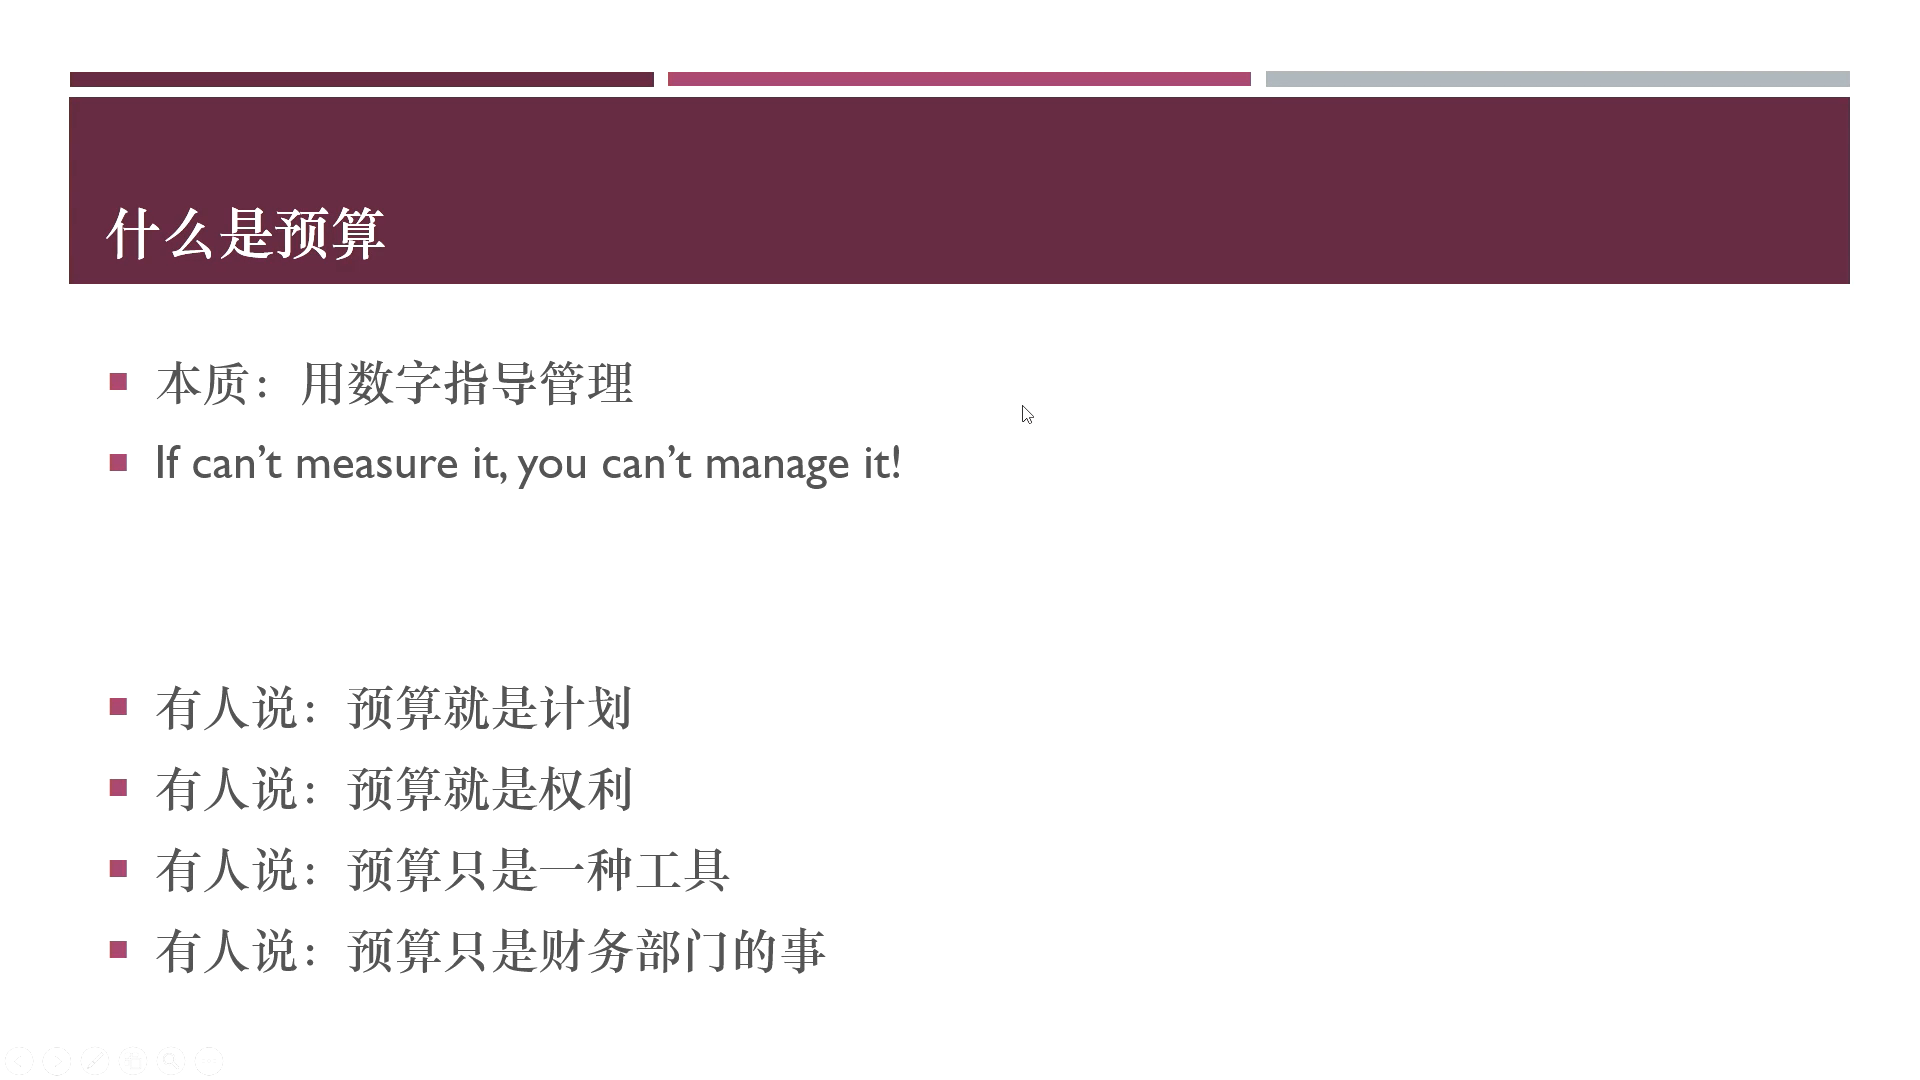 什么是预算
本质：用数字指导管理
If can’t measure it, you can’t manage it!
有人说：预算就是计划
有人说：预算就是权利
有人说：预算只是一种工具
有人说：预算只是财务部门的事